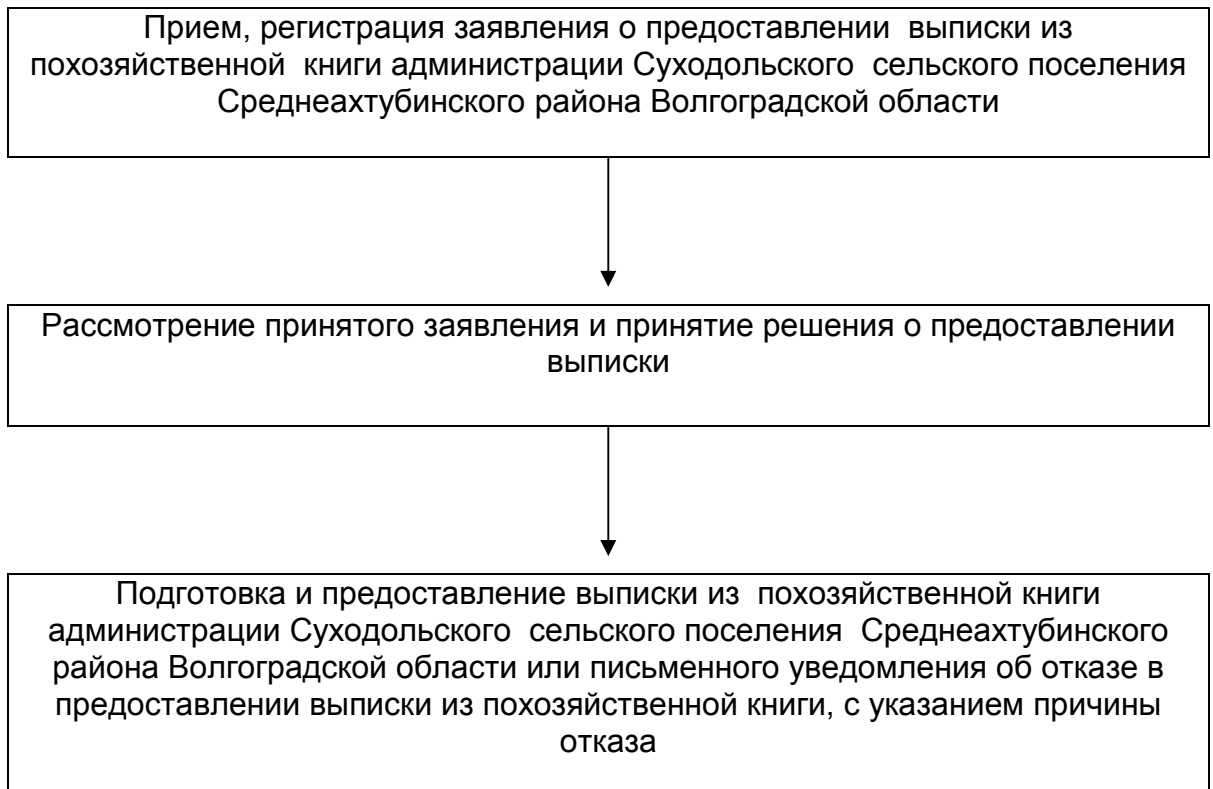 Прием, регистрация заявления о предоставлении выписки из
похозяйственной книги администрации Суходольского сельского поселения
Среднеахтубинского района Волгоградской области
Рассмотрение принятого заявления и принятие решения о предоставлении
выписки
Подготовка и предоставление выписки из похозяйственной книги
администрации Суходольского сельского поселения Среднеахтубинского
района Волгоградской области или письменного уведомления об отказе в
предоставлении выписки из похозяйственной книги, с указанием причины
отказа